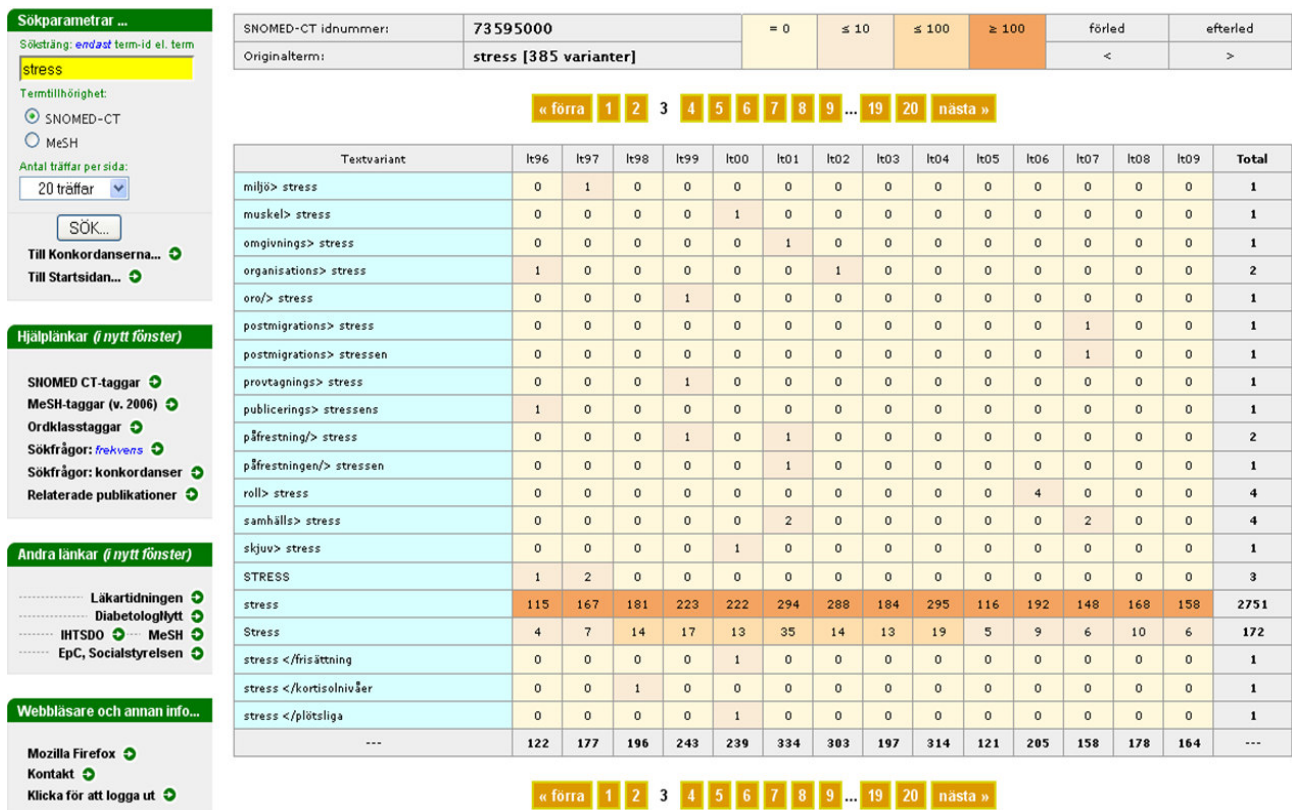 Sökparametrar ...
Söksträng: endast term-id el. term
stress
Termtillhörighet:
SNOMED-CT
MeSH
Antal träffar per sida:
20 träffar
SÖK...
Till Konkordanserna...
Till Startsidan...
Hjälplänkar (i nytt fönster)
SNOMED CT-taggar
MeSH-taggar (v. 2006)
Ordklasstaggar
Sökfrågor: frekvens
Sökfrågor: konkordanser
Relaterade publikationer
Andra länkar (i nytt fönster)
Läkartidningen
DiabetologNytt
IHTSDO MeSH
EpC, Socialstyrelsen
Webbläsare och annan info...
Mozilla Firefox
Kontakt
Klicka för att logga ut
SNOMED-CT idnummer: 73595000 = 0 ≤ 10 ≤ 100 ≥ 100 förled efterled
Originalterm: stress [385 varianter] < >
« förra 1 2 3 4 5 6 7 8 9 ... 19 20 nästa »
Textvariant lt96 lt97 lt98 lt99 lt00 lt01 lt02 lt03 lt04 lt05 lt06 lt07 lt08 lt09 Total
miljö> stress 0 1 0 0 0 0 0 0 0 0 0 0 0 0 1
muskel> stress 0 0 0 0 1 0 0 0 0 0 0 0 0 0 1
omgivnings> stress 0 0 0 0 0 1 0 0 0 0 0 0 0 0 1
organisations> stress 1 0 0 0 0 0 1 0 0 0 0 0 0 0 2
oro/> stress 0 0 0 1 0 0 0 0 0 0 0 0 0 0 1
postmigrations> stress 0 0 0 0 0 0 0 0 0 0 0 1 0 0 1
postmigrations> stressen 0 0 0 0 0 0 0 0 0 0 0 1 0 0 1
provtagnings> stress 0 0 0 1 0 0 0 0 0 0 0 0 0 0 1
publicerings> stressens 1 0 0 0 0 0 0 0 0 0 0 0 0 0 1
påfrestning/> stress 0 0 0 1 0 1 0 0 0 0 0 0 0 0 2
påfrestningen/> stressen 0 0 0 0 0 1 0 0 0 0 0 0 0 0 1
roll> stress 0 0 0 0 0 0 0 0 0 0 4 0 0 0 4
samhälls> stress 0 0 0 0 0 2 0 0 0 0 0 2 0 0 4
skjuv> stress 0 0 0 0 1 0 0 0 0 0 0 0 0 0 1
STRESS 1 2 0 0 0 0 0 0 0 0 0 0 0 0 3
stress 115 167 181 223 222 294 288 184 295 116 192 148 168 158 2751
Stress 4 7 14 17 13 35 14 13 19 5 9 6 10 6 172
stress </frisättning 0 0 0 0 1 0 0 0 0 0 0 0 0 0 1
stress </kortisolnivåer 0 0 1 0 0 0 0 0 0 0 0 0 0 0 1
stress </plötsliga 0 0 0 0 1 0 0 0 0 0 0 0 0 0 1
--- 122 177 196 243 239 334 303 197 314 121 205 158 178 164 ---
« förra 1 2 3 4 5 6 7 8 9 ... 19 20 nästa »